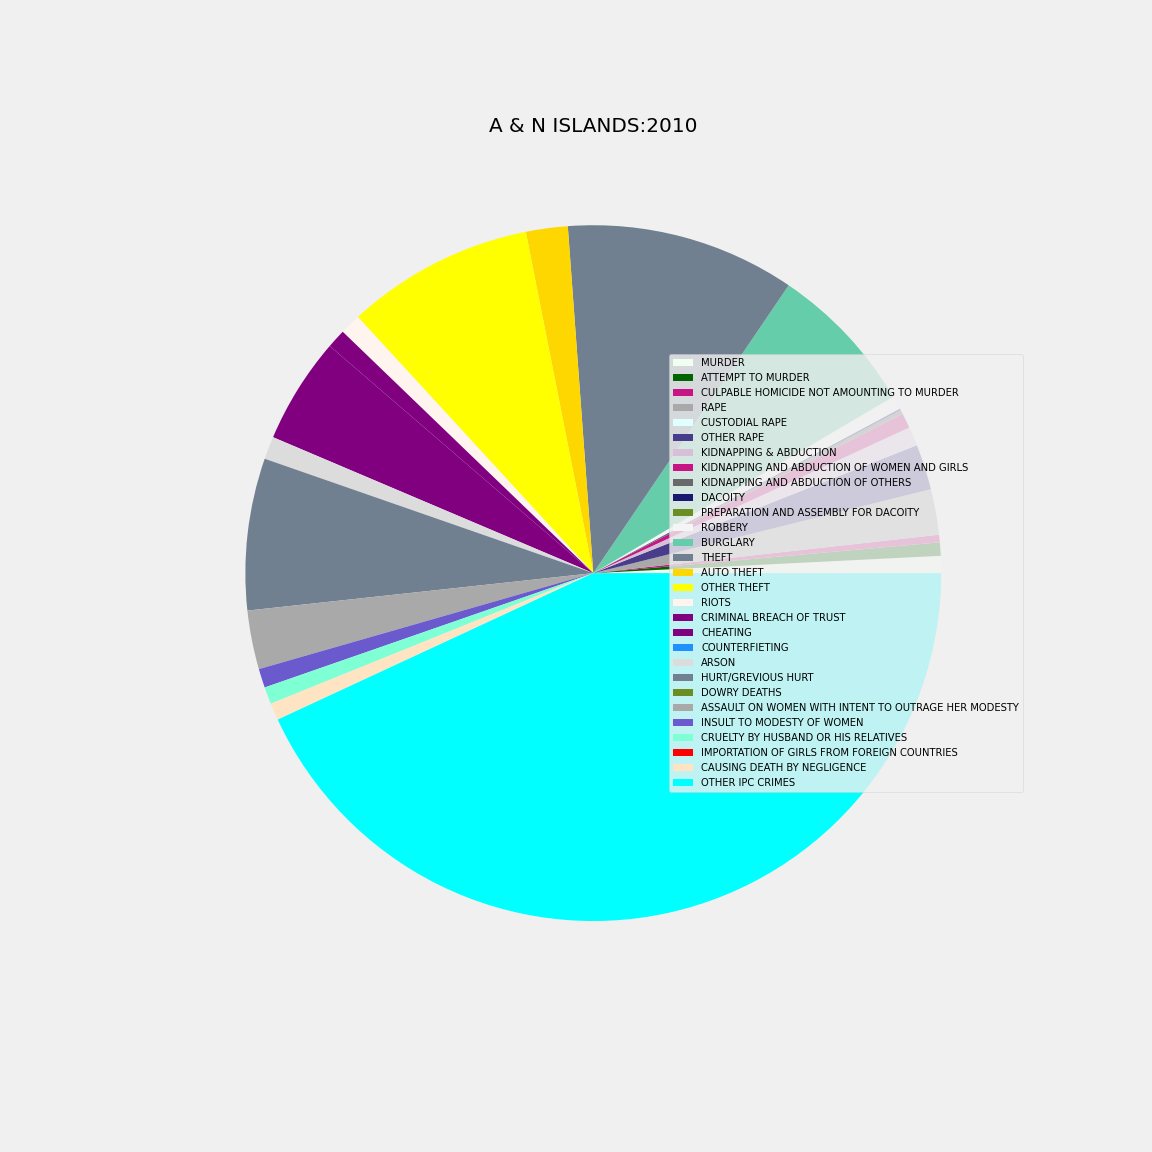 A & N ISLANDS:2010
MURDER
ATTEMPT TO MURDER
CULPABLE HOMICIDE NOT AMOUNTING TO MURDER
RAPE
CUSTODIAL RAPE
OTHER RAPE
KIDNAPPING & ABDUCTION
KIDNAPPING AND ABDUCTION OF WOMEN AND GIRLS
KIDNAPPING AND ABDUCTION OF OTHERS
DACOITY
PREPARATION AND ASSEMBLY FOR DACOITY
ROBBERY
BURGLARY
THEFT
AUTO THEFT
OTHER THEFT
RIOTS
CRIMINAL BREACH OF TRUST
CHEATING
COUNTERFIETING
ARSON
HURT/GREVIOUS HURT
DOWRY DEATHS
ASSAULT ON WOMEN WITH INTENT TO OUTRAGE HER MODESTY
INSULT TO MODESTY OF WOMEN
CRUELTY BY HUSBAND OR HIS RELATIVES
IMPORTATION OF GIRLS FROM FOREIGN COUNTRIES
CAUSING DEATH BY NEGLIGENCE
OTHER IPC CRIMES